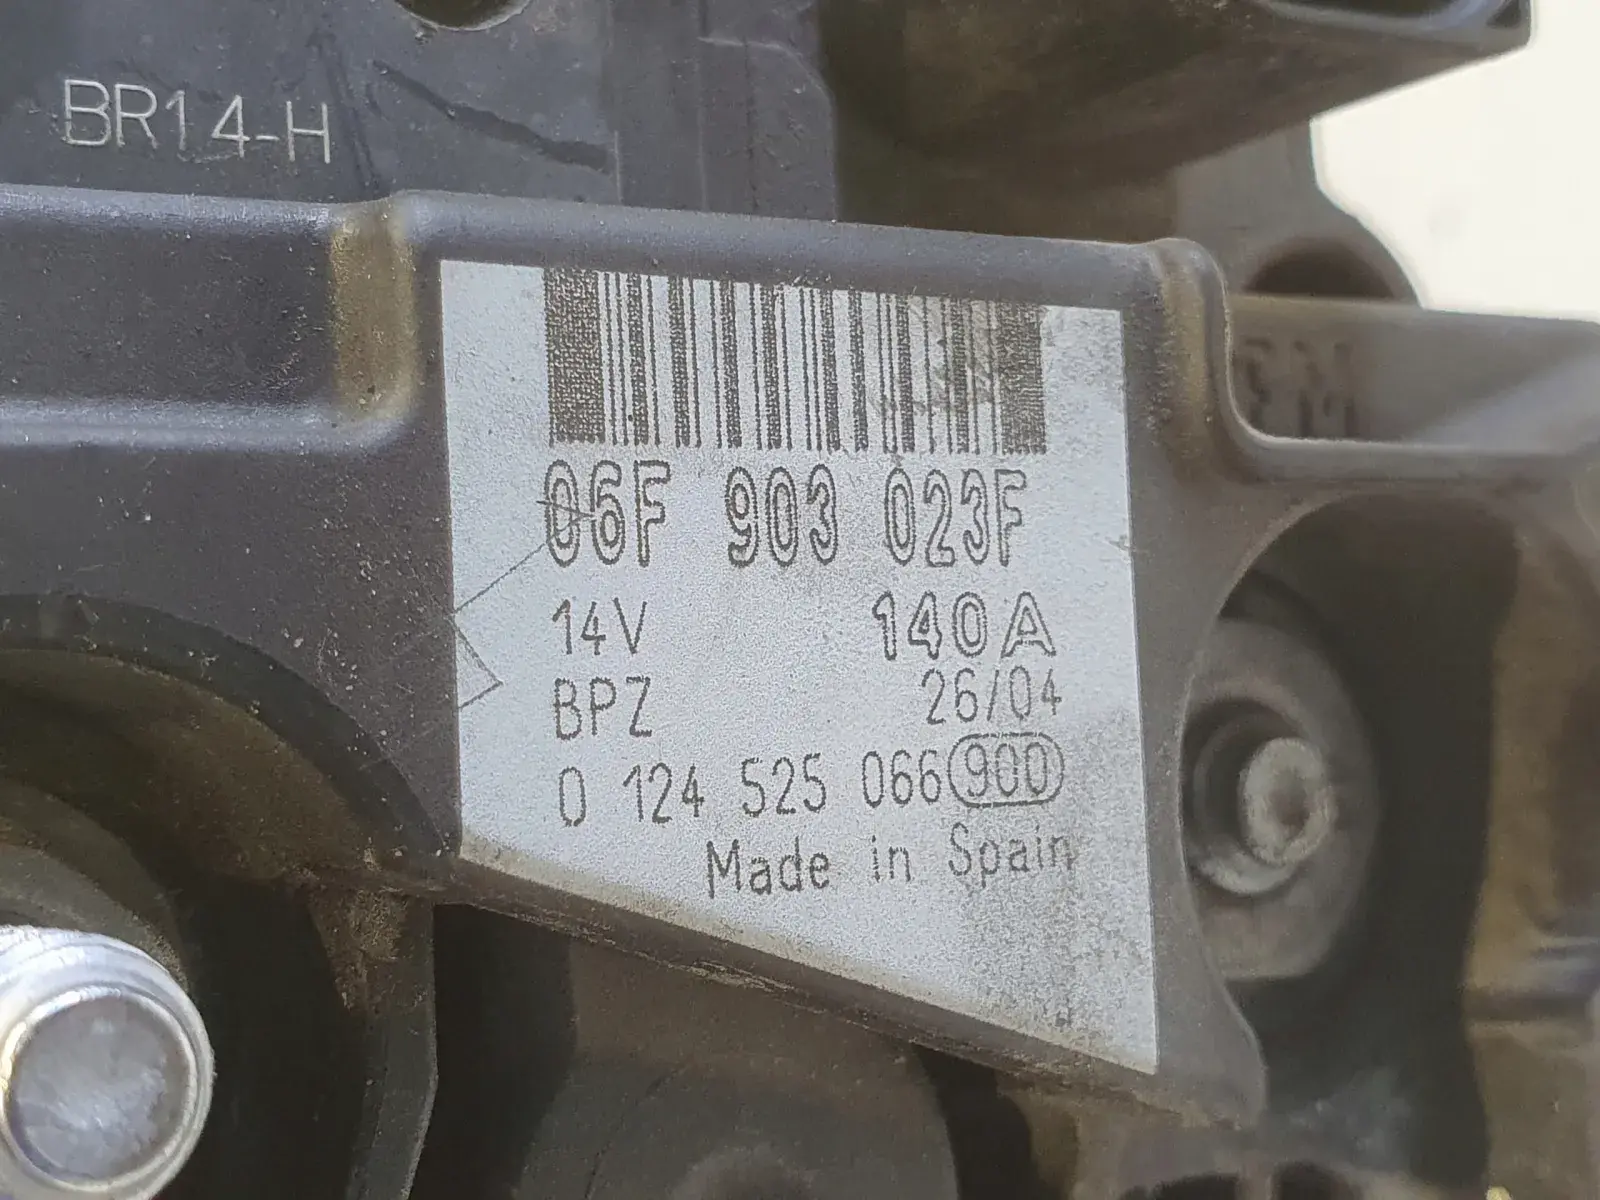 BR14-H
06F 903 023F
14V 140A
BPZ 26/04
0 124 525 066 900
Made in Spain